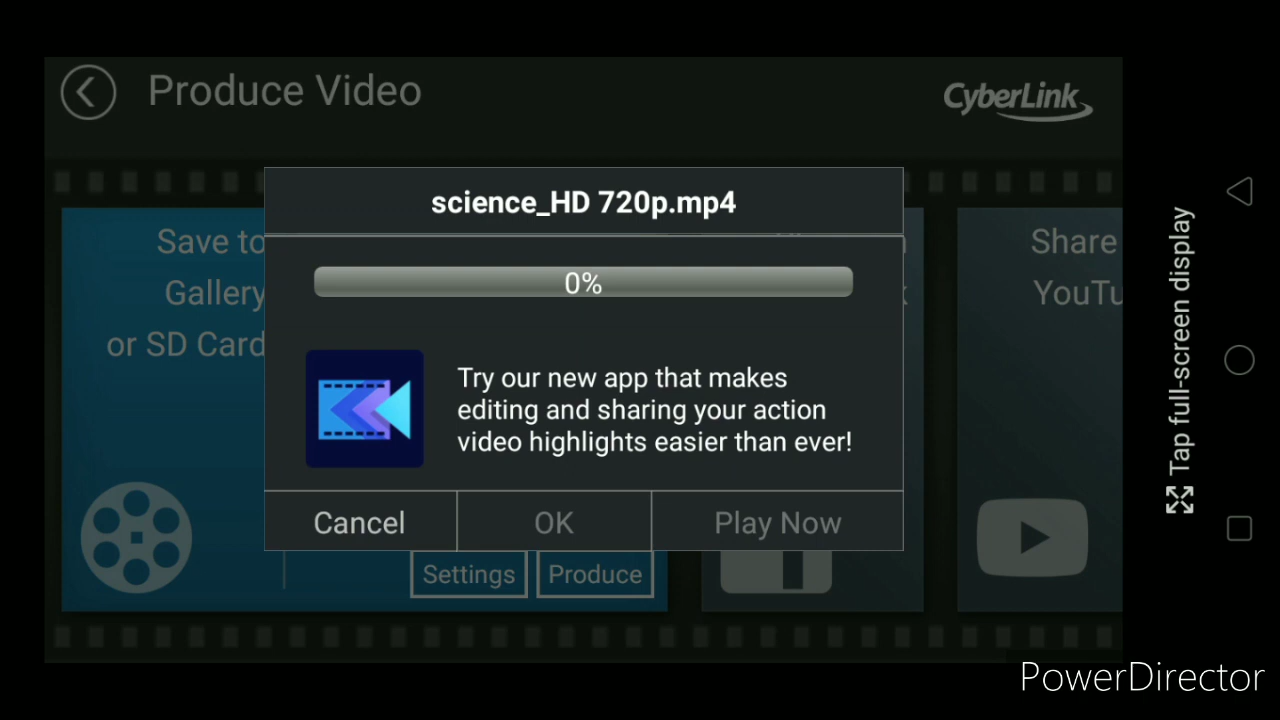 Produce Video
CyberLink
science_HD 720p.mp4
0%
Try our new app that makes
editing and sharing your action
video highlights easier than ever!
Cancel
OK
Play Now
Save to
Gallery
or SD Card
Settings
Produce
Share
YouTu
Tap full-screen display
PowerDirector